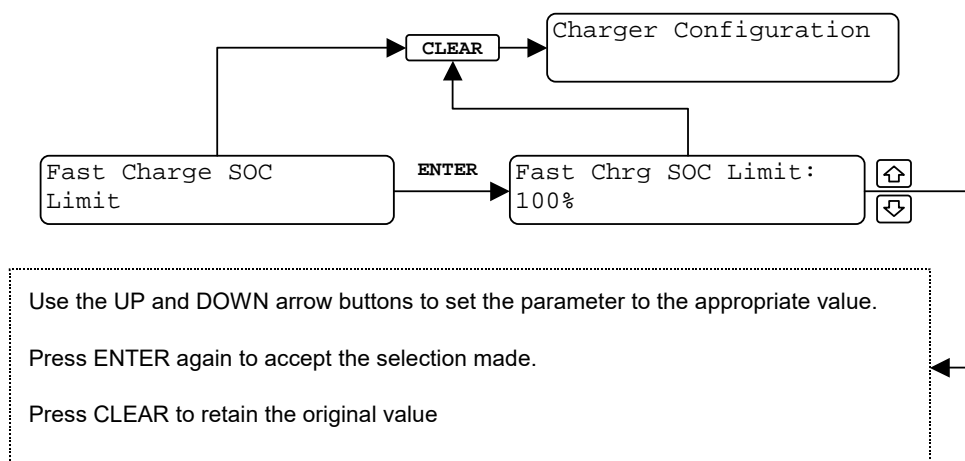 Charger Configuration
CLEAR
Fast Charge SOC
Limit
ENTER
Fast Chrg SOC Limit:
100%
Use the UP and DOWN arrow buttons to set the parameter to the appropriate value.
Press ENTER again to accept the selection made.
Press CLEAR to retain the original value